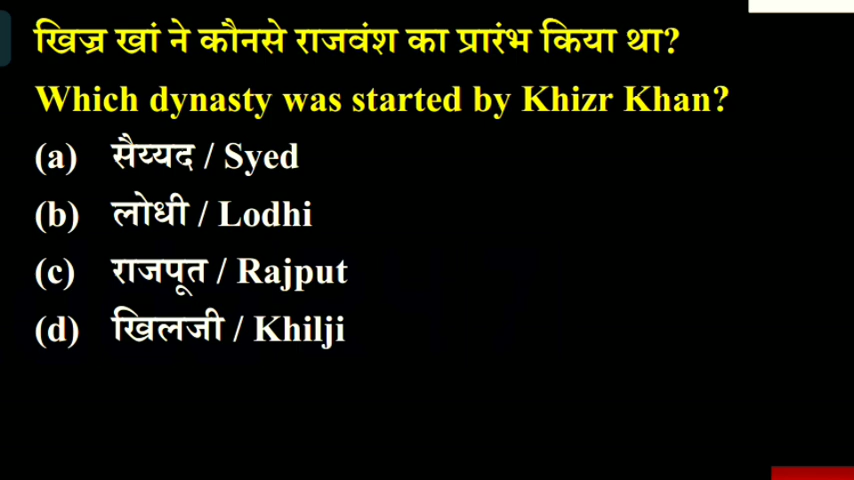 खिज्र खां ने कौनसे राजवंश का प्रारंभ किया था?
Which dynasty was started by Khizr Khan?
(a) सैय्यद / Syed
(b) लोधी / Lodhi
(c) राजपूत / Rajput
(d) खिलजी / Khilji